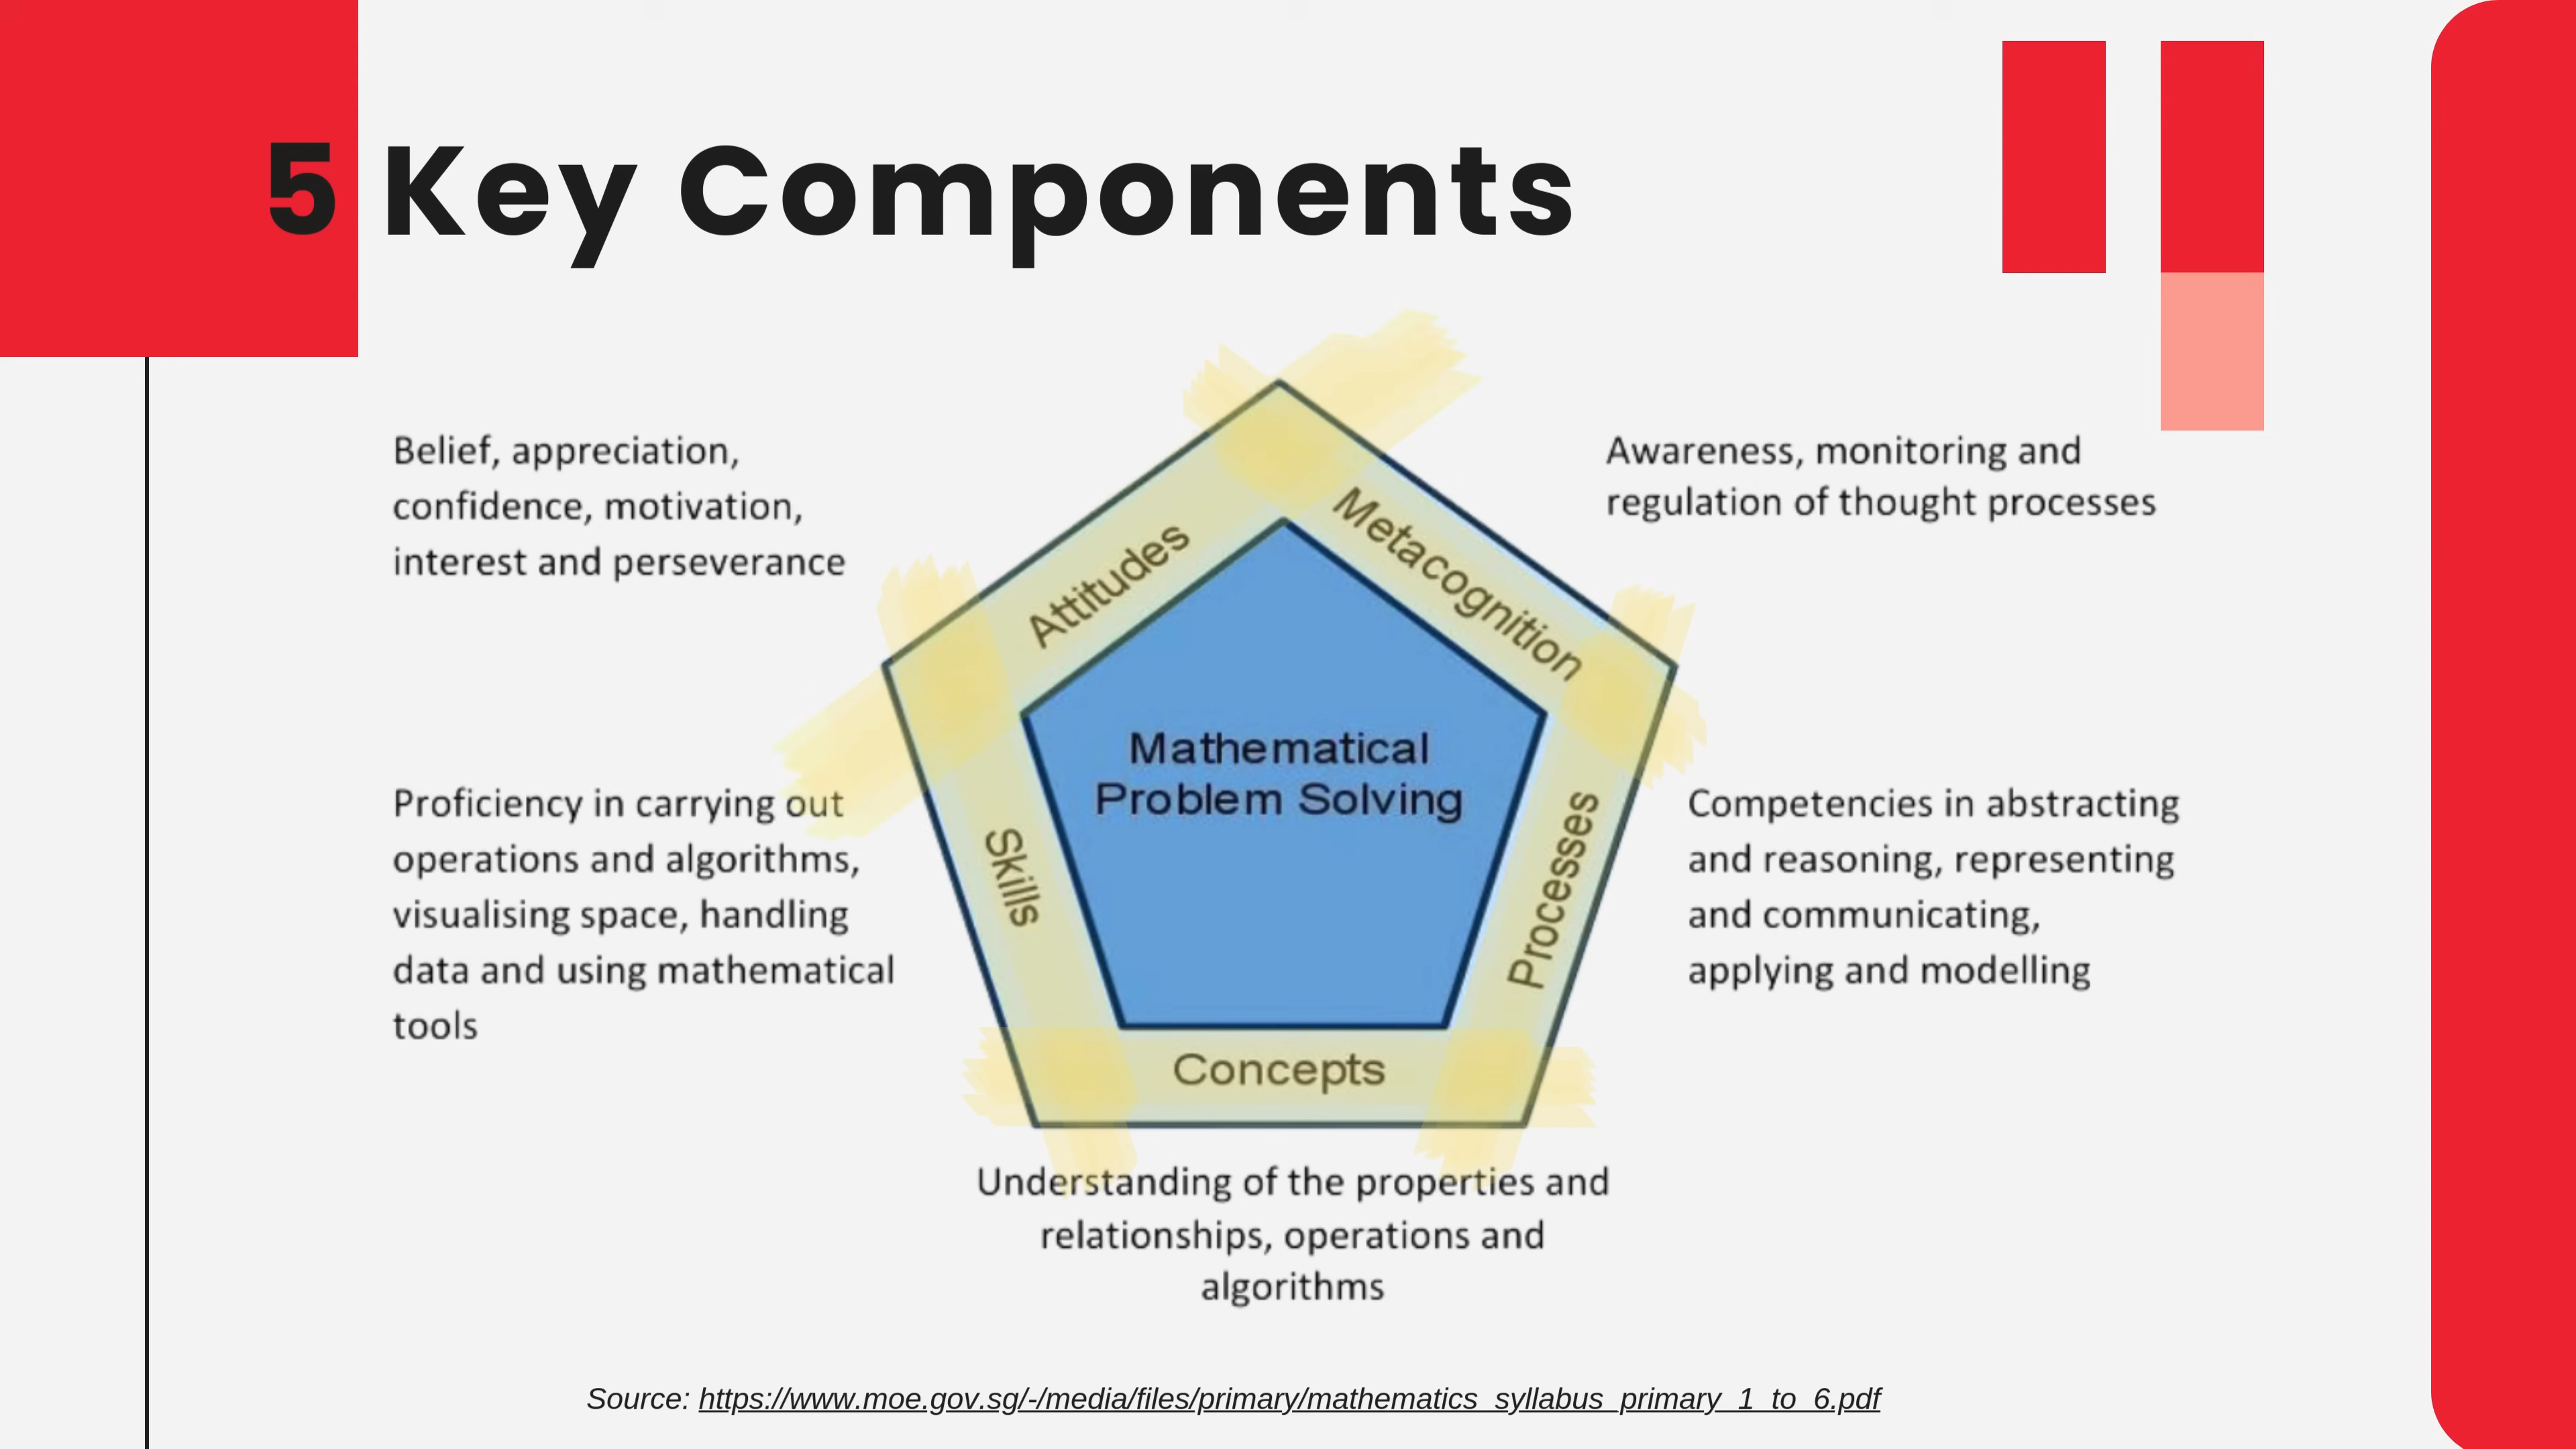 5 Key Components
Belief, appreciation,
confidence, motivation,
interest and perseverance
Awareness, monitoring and
regulation of thought processes
Attitudes
Metacognition
Mathematical
Problem Solving
Proficiency in carrying out
operations and algorithms,
visualising space, handling
data and using mathematical
tools
Skills
Processes
Competencies in abstracting
and reasoning, representing
and communicating,
applying and modelling
Concepts
Understanding of the properties and
relationships, operations and
algorithms
Source: https://www.moe.gov.sg/-/media/files/primary/mathematics_syllabus_primary_1_to_6.pdf